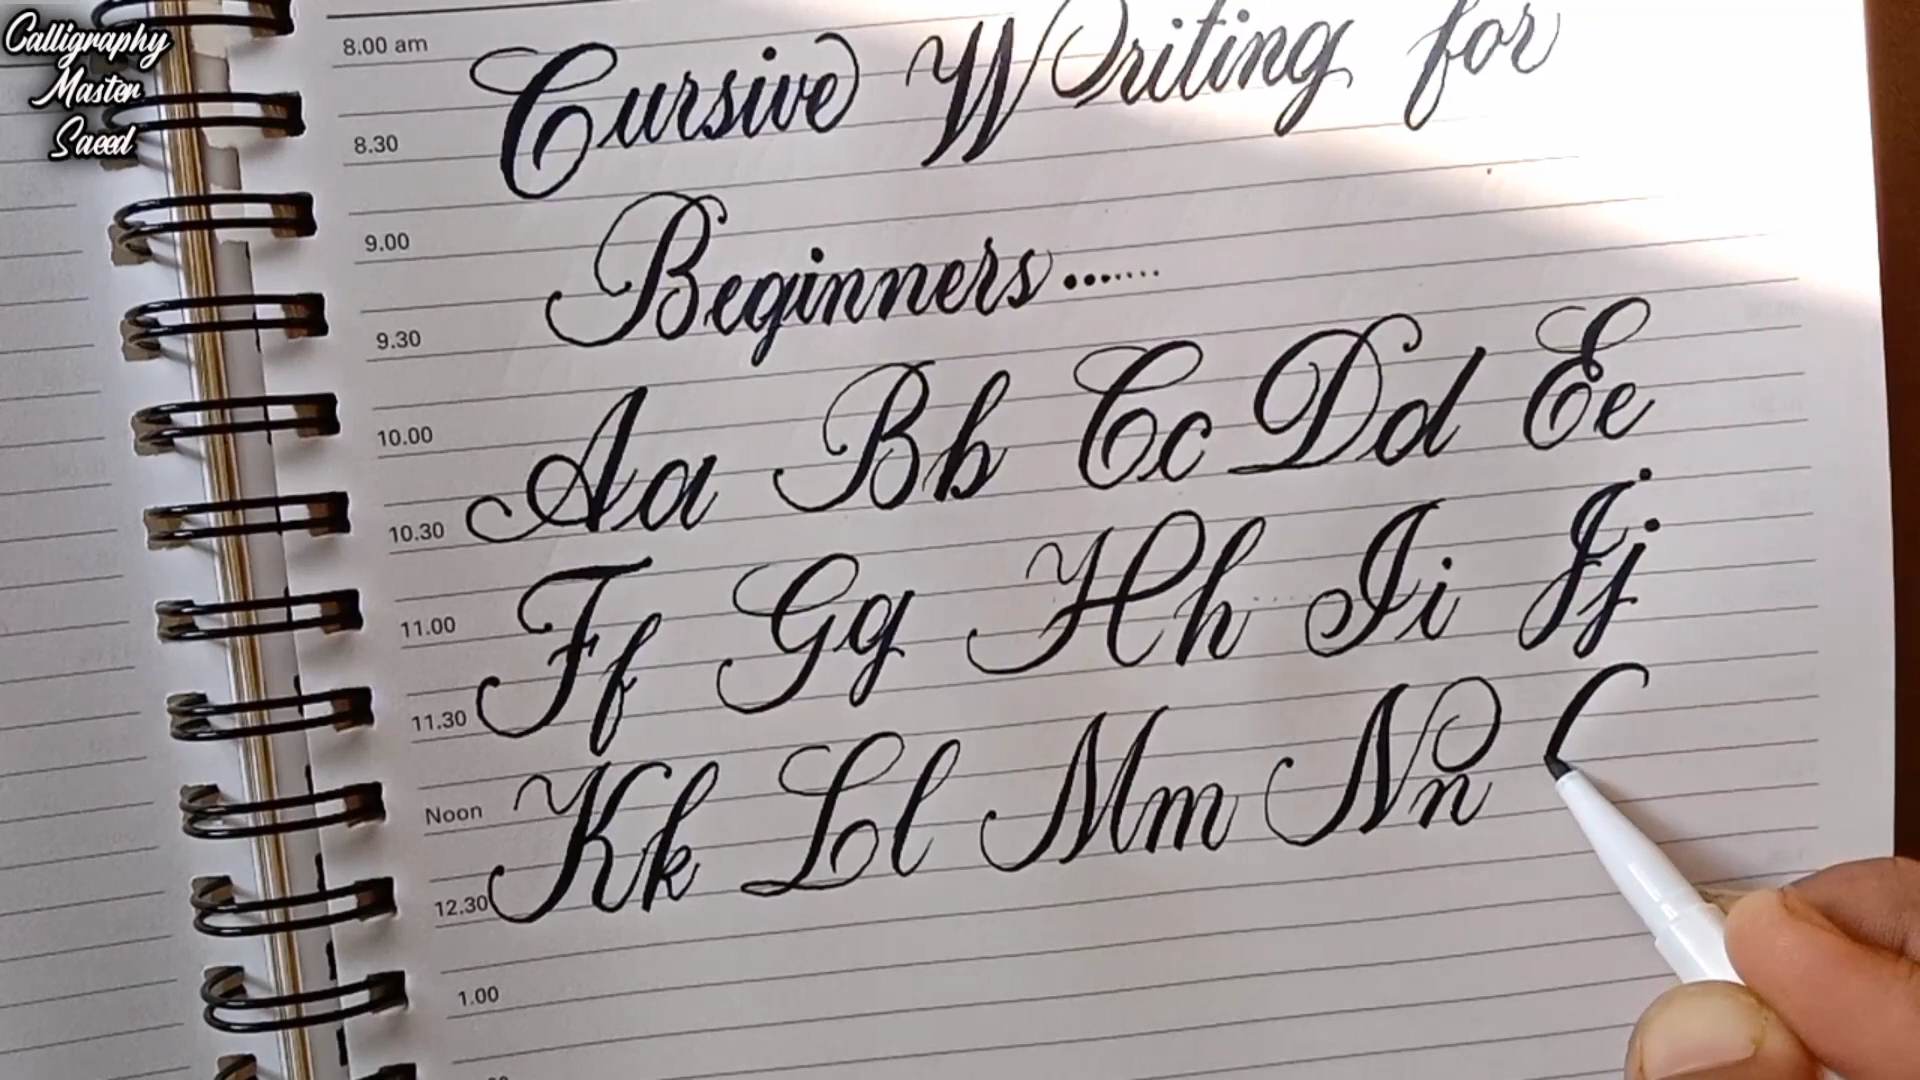 Calligraphy
Master
Saeed
8.00 am
Cursive Writing for
8.30
9.00
Beginners..........
9.30
10.00
Aa Bb Cc Dd Ee
10.30
11.00
Ff Gg Hh Ii Jj
11.30
Noon
Kk Ll Mm Nn
12.30
1.00